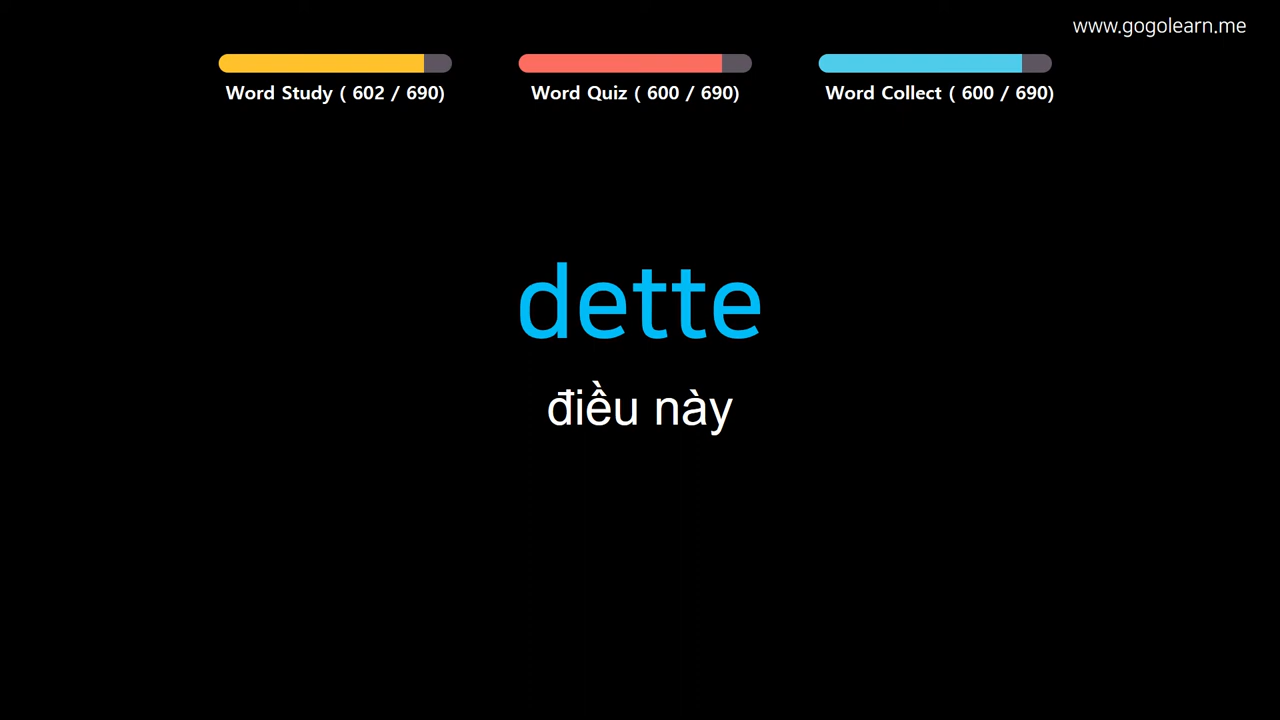 www.gogolearn.me
Word Study ( 602 / 690)
Word Quiz ( 600 / 690)
Word Collect ( 600 / 690)
dette
điều này